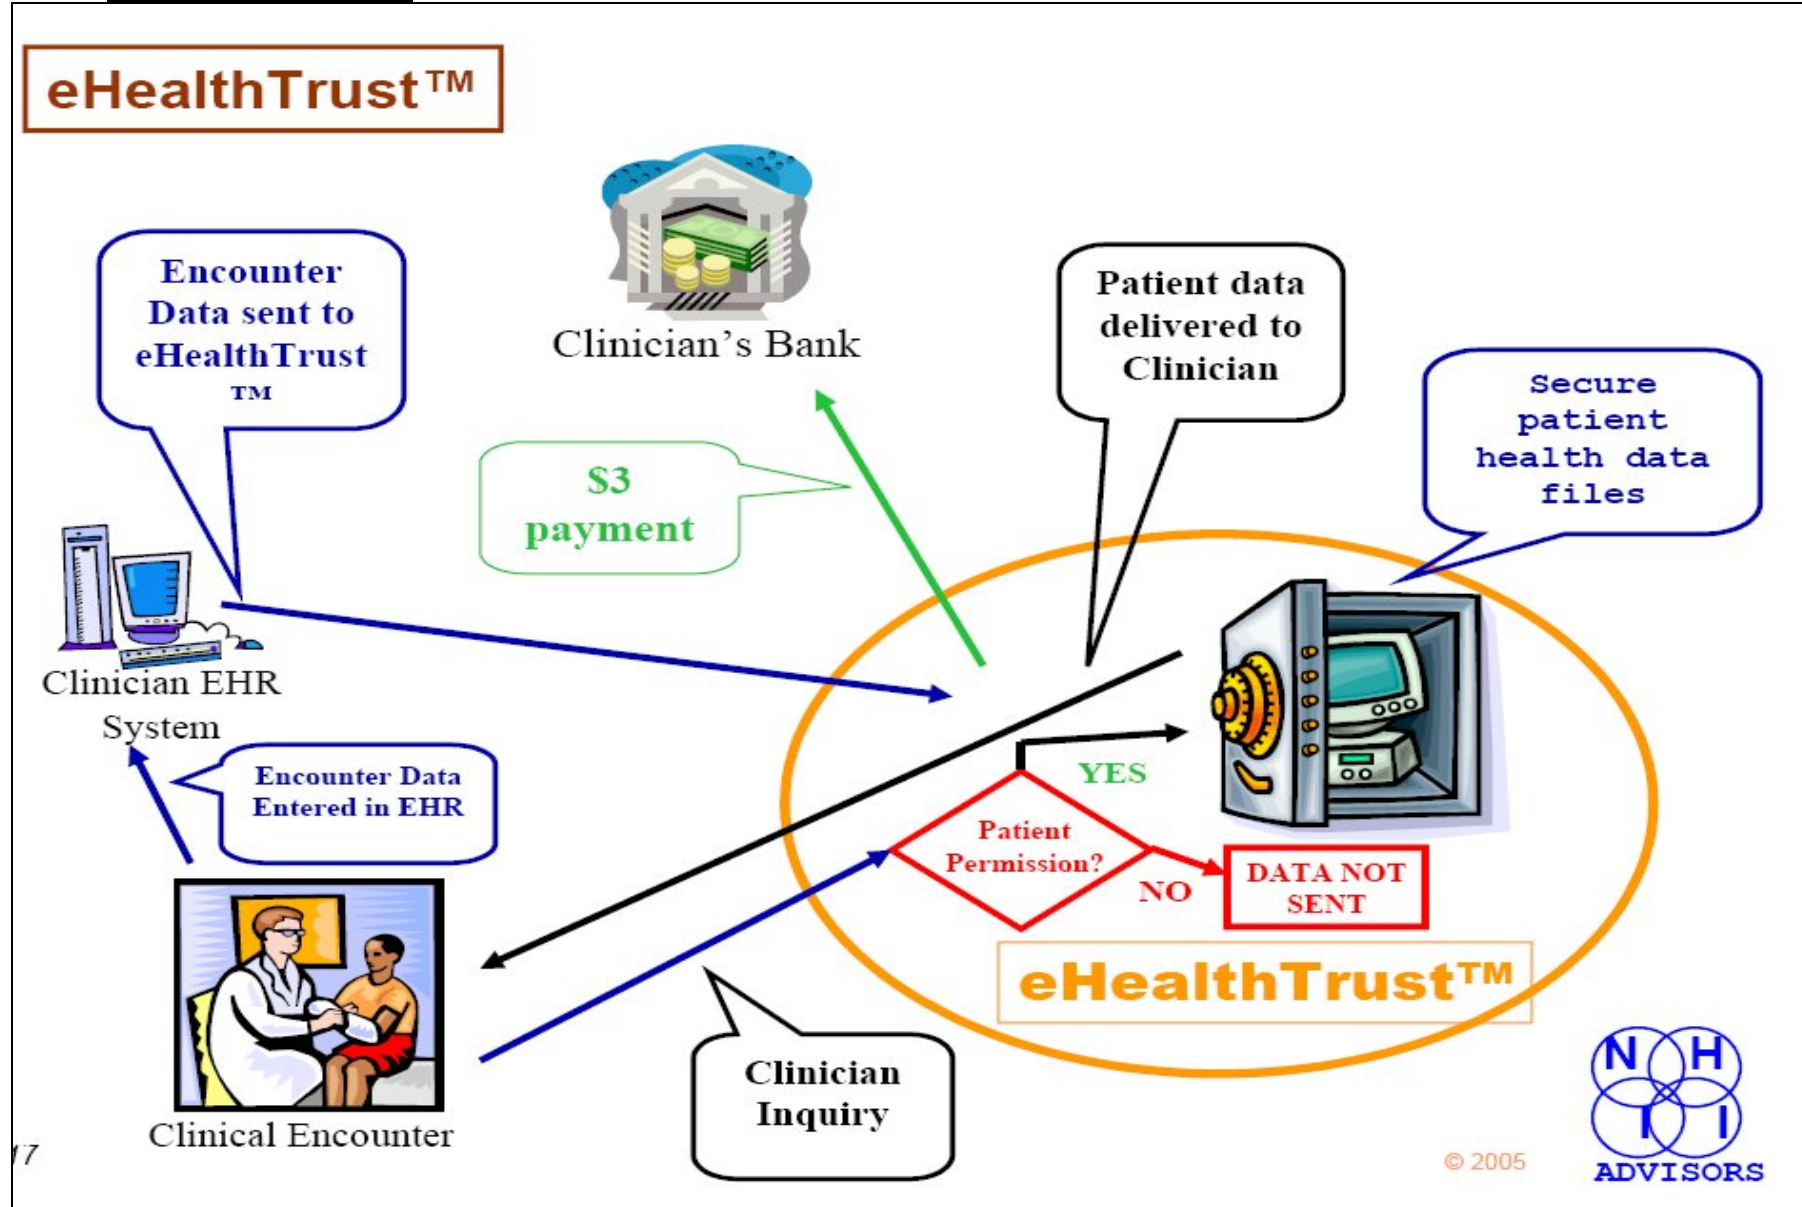 eHealthTrust™
Encounter
Data sent to
eHealthTrust
™
Clinician's Bank
Patient data
delivered to
Clinician
Secure
patient
health data
files
$3
payment
Clinician EHR
System
Encounter Data
Entered in EHR
YES
Patient
Permission?
NO
DATA NOT
SENT
eHealthTrust™
Clinician
Inquiry
Clinical Encounter
17
© 2005
N H
I I
ADVISORS